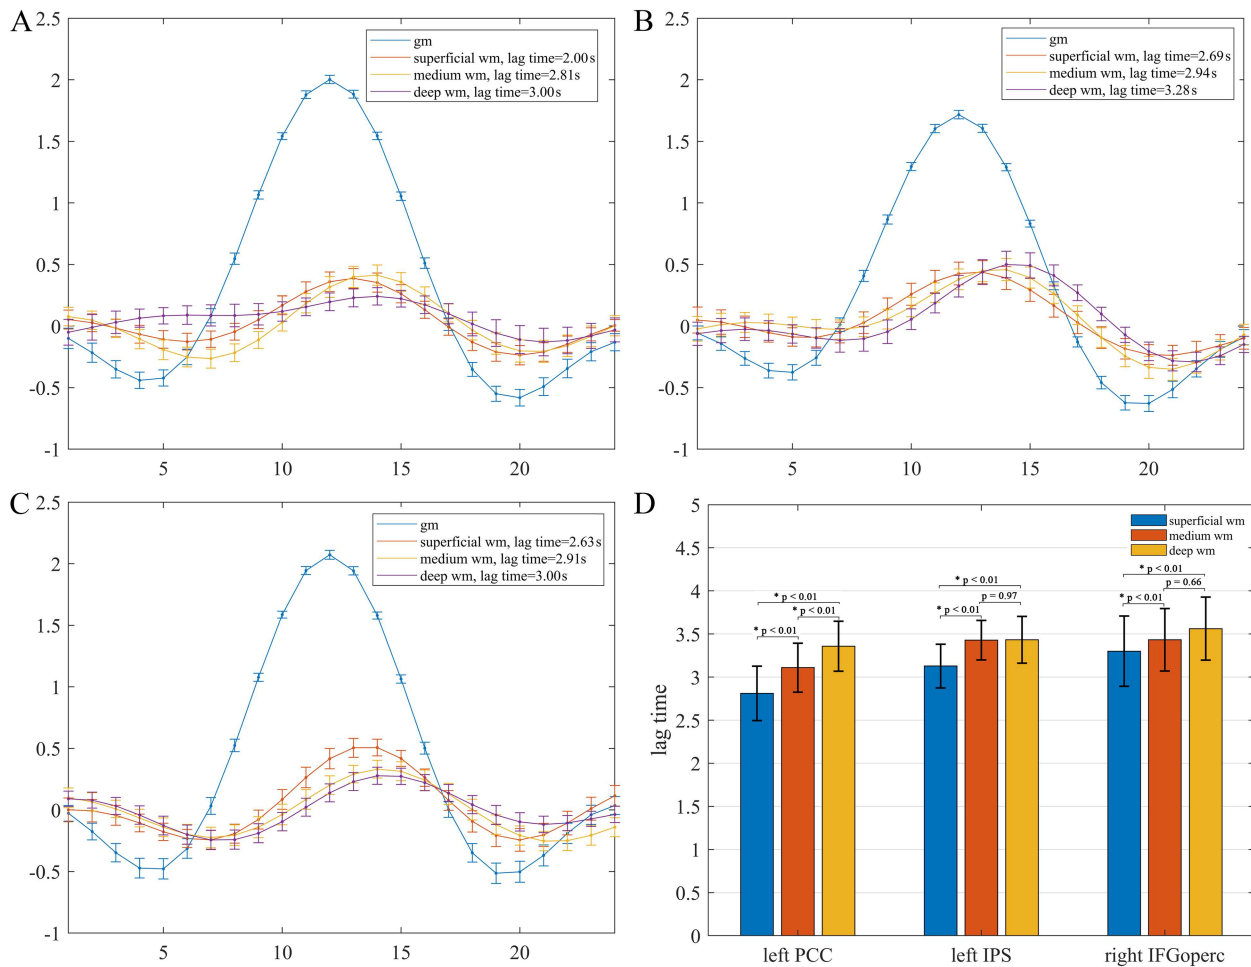 A
2.5
2
1.5
1
0.5
0
-0.5
-1
5
10
15
20
gm
superficial wm, lag time=2.00s
medium wm, lag time=2.81s
deep wm, lag time=3.00s
B
2.5
2
1.5
1
0.5
0
-0.5
-1
5
10
15
20
gm
superficial wm, lag time=2.69s
medium wm, lag time=2.94s
deep wm, lag time=3.28s
C
2.5
2
1.5
1
0.5
0
-0.5
-1
5
10
15
20
gm
superficial wm, lag time=2.63s
medium wm, lag time=2.91s
deep wm, lag time=3.00s
D
5
4.5
4
3.5
3
2.5
2
1.5
1
0.5
0
lag time
superficial wm
medium wm
deep wm
* p < 0.01
* p < 0.01
* p < 0.01
* p < 0.01
p = 0.97
* p < 0.01
* p < 0.01
p = 0.66
* p < 0.01
left PCC
left IPS
right IFGoperc